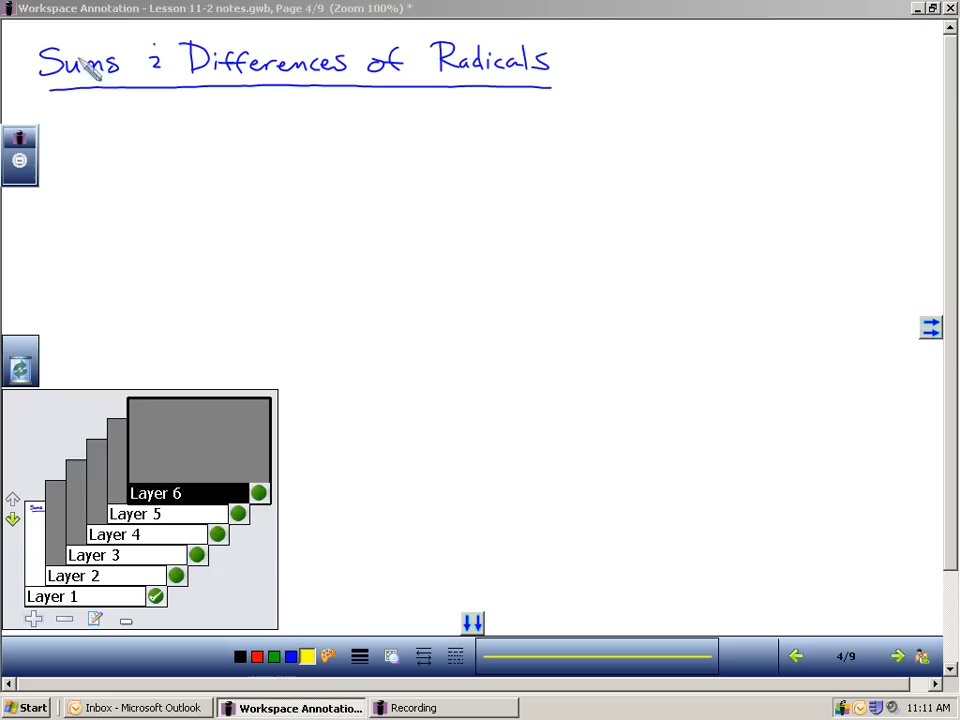 Workspace Annotation - Lesson 11-2 notes.gwb, Page 4/9 (Zoom 100%) *
Sums & Differences of Radicals
Layer 6
Layer 5
Layer 4
Layer 3
Layer 2
Layer 1
4/9
Start
Inbox - Microsoft Outlook
Workspace Annotatio...
Recording
11:11 AM